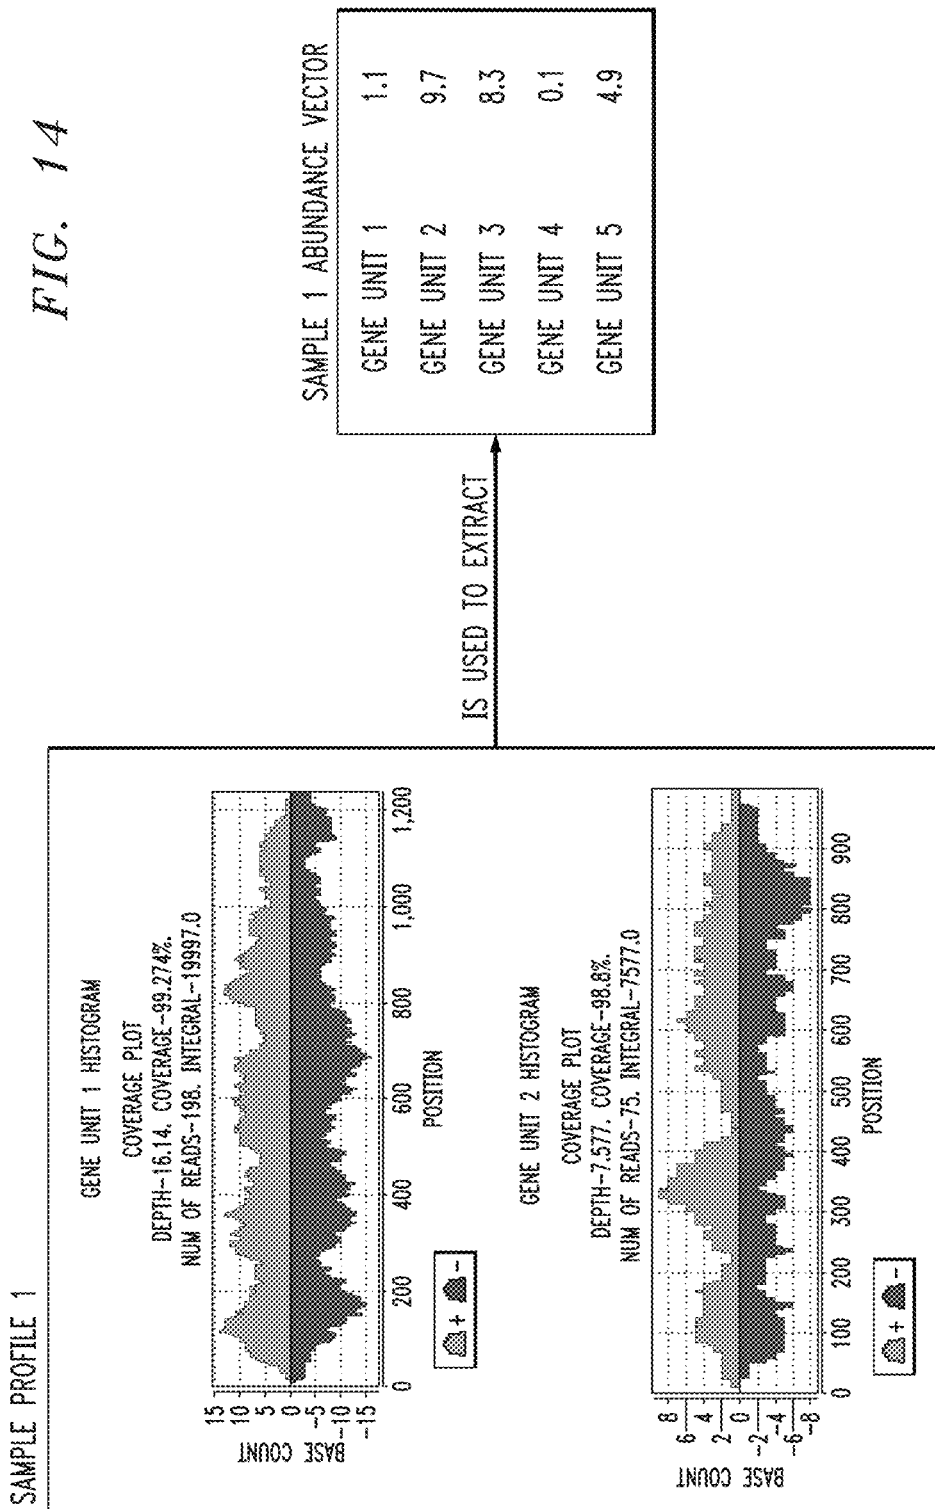 FIG. 14
SAMPLE PROFILE 1
GENE UNIT 1 HISTOGRAM
COVERAGE PLOT
DEPTH-16.14. COVERAGE-99.274%.
NUM OF READS-198. INTEGRAL-19997.0
BASE COUNT
15
10
5
0
-5
-10
-15
0 200 400 600 800 1,000 1,200
POSITION
+ -
GENE UNIT 2 HISTOGRAM
COVERAGE PLOT
DEPTH-7.577. COVERAGE-98.8%.
NUM OF READS-75. INTEGRAL-7577.0
BASE COUNT
8
6
4
2
0
-2
-4
-6
-8
0 100 200 300 400 500 600 700 800 900
POSITION
+ -
IS USED TO EXTRACT
SAMPLE 1 ABUNDANCE VECTOR
GENE UNIT 1 1.1
GENE UNIT 2 9.7
GENE UNIT 3 8.3
GENE UNIT 4 0.1
GENE UNIT 5 4.9